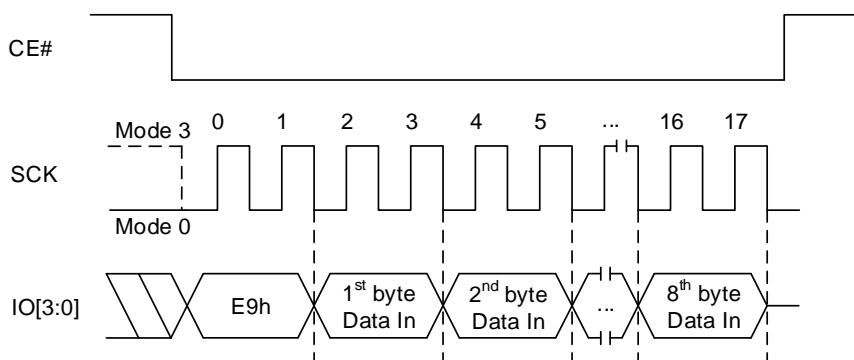 CE#
Mode 3
0 1 2 3 4 5 ... 16 17
SCK
Mode 0
IO[3:0]
E9h
1st byte
Data In
2nd byte
Data In
...
8th byte
Data In